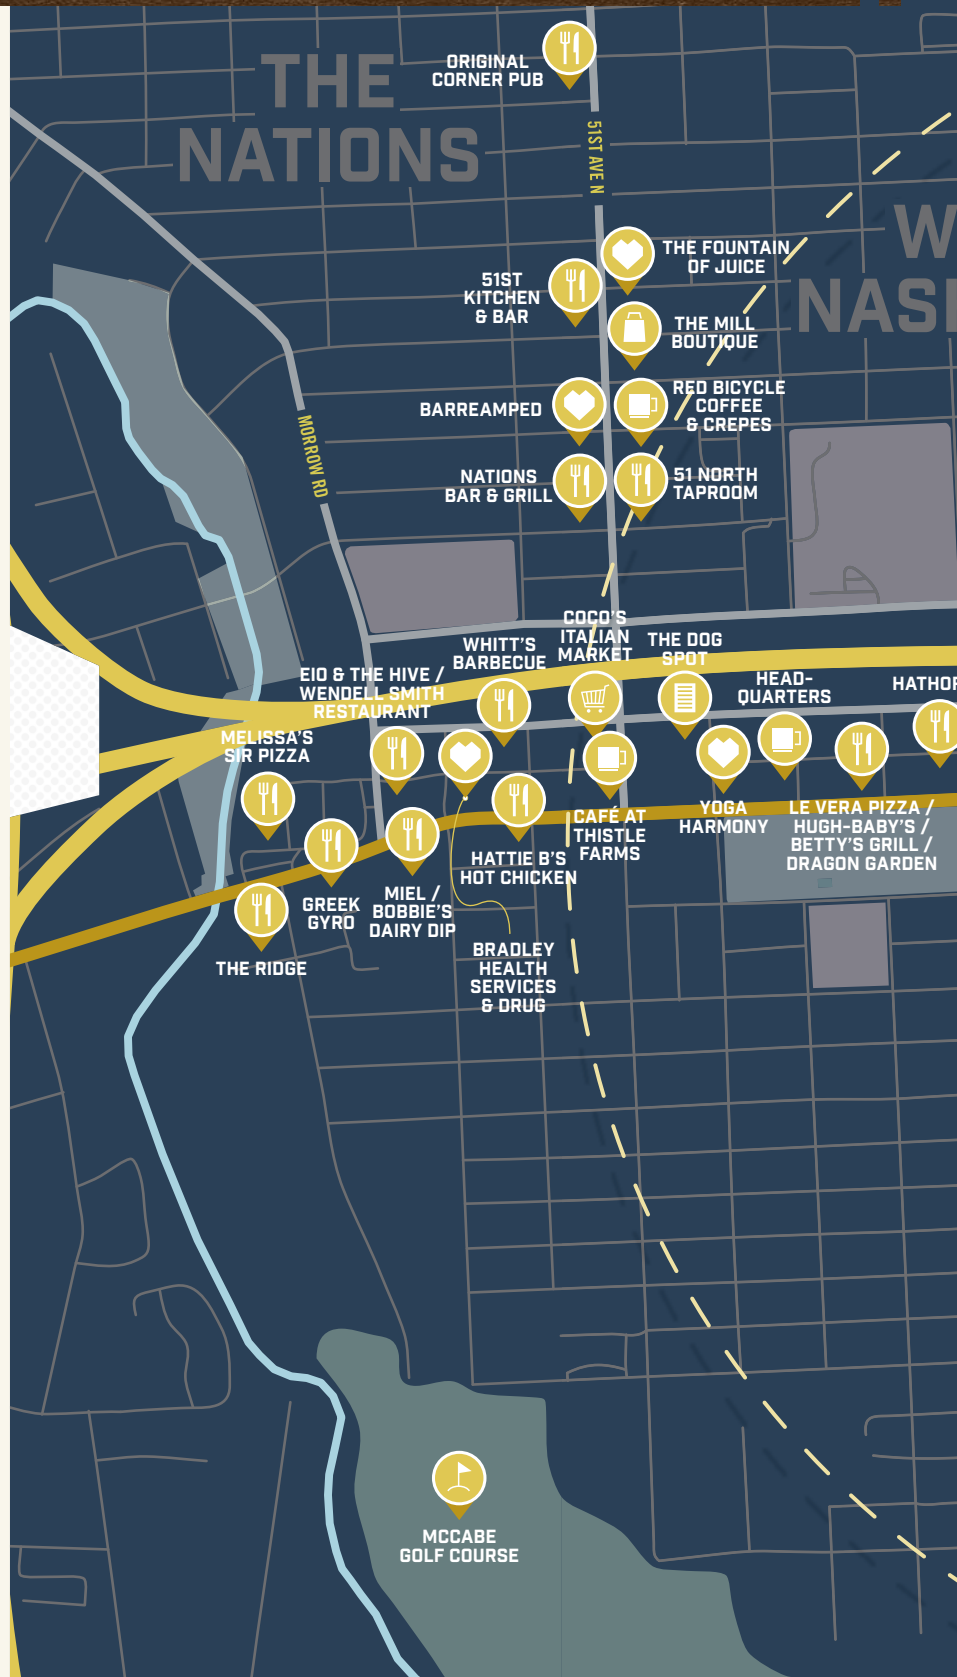 THE
NATIONS
ORIGINAL
CORNER PUB
51ST AVE N
W
NASH
THE FOUNTAIN
OF JUICE
51ST
KITCHEN
& BAR
THE MILL
BOUTIQUE
BARREAMPED
RED BICYCLE
COFFEE
& CREPES
MORROW RD
NATIONS
BAR & GRILL
51 NORTH
TAPROOM
COCO'S
ITALIAN
MARKET
WHITT'S
BARBECUE
THE DOG
SPOT
EIO & THE HIVE /
WENDELL SMITH
RESTAURANT
HEAD-
QUARTERS
HATHOR
MELISSA'S
SIR PIZZA
YOGA
HARMONY
LE VERA PIZZA /
HUGH-BABY'S /
BETTY'S GRILL /
DRAGON GARDEN
CAFÉ AT
THISTLE
FARMS
HATTIE B'S
HOT CHICKEN
GREEK
GYRO
MIEL /
BOBBIE'S
DAIRY DIP
THE RIDGE
BRADLEY
HEALTH
SERVICES
& DRUG
MCCABE
GOLF COURSE